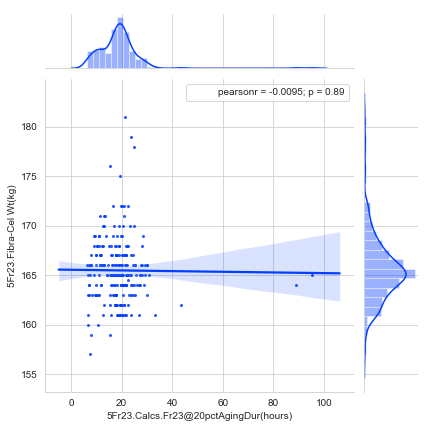 pearsonr = -0.0095; p = 0.89
180
175
170
165
160
155
5Fr23.Fibra-Cel Wt(kg)
0 20 40 60 80 100
5Fr23.Calcs.Fr23@20pctAgingDur(hours)